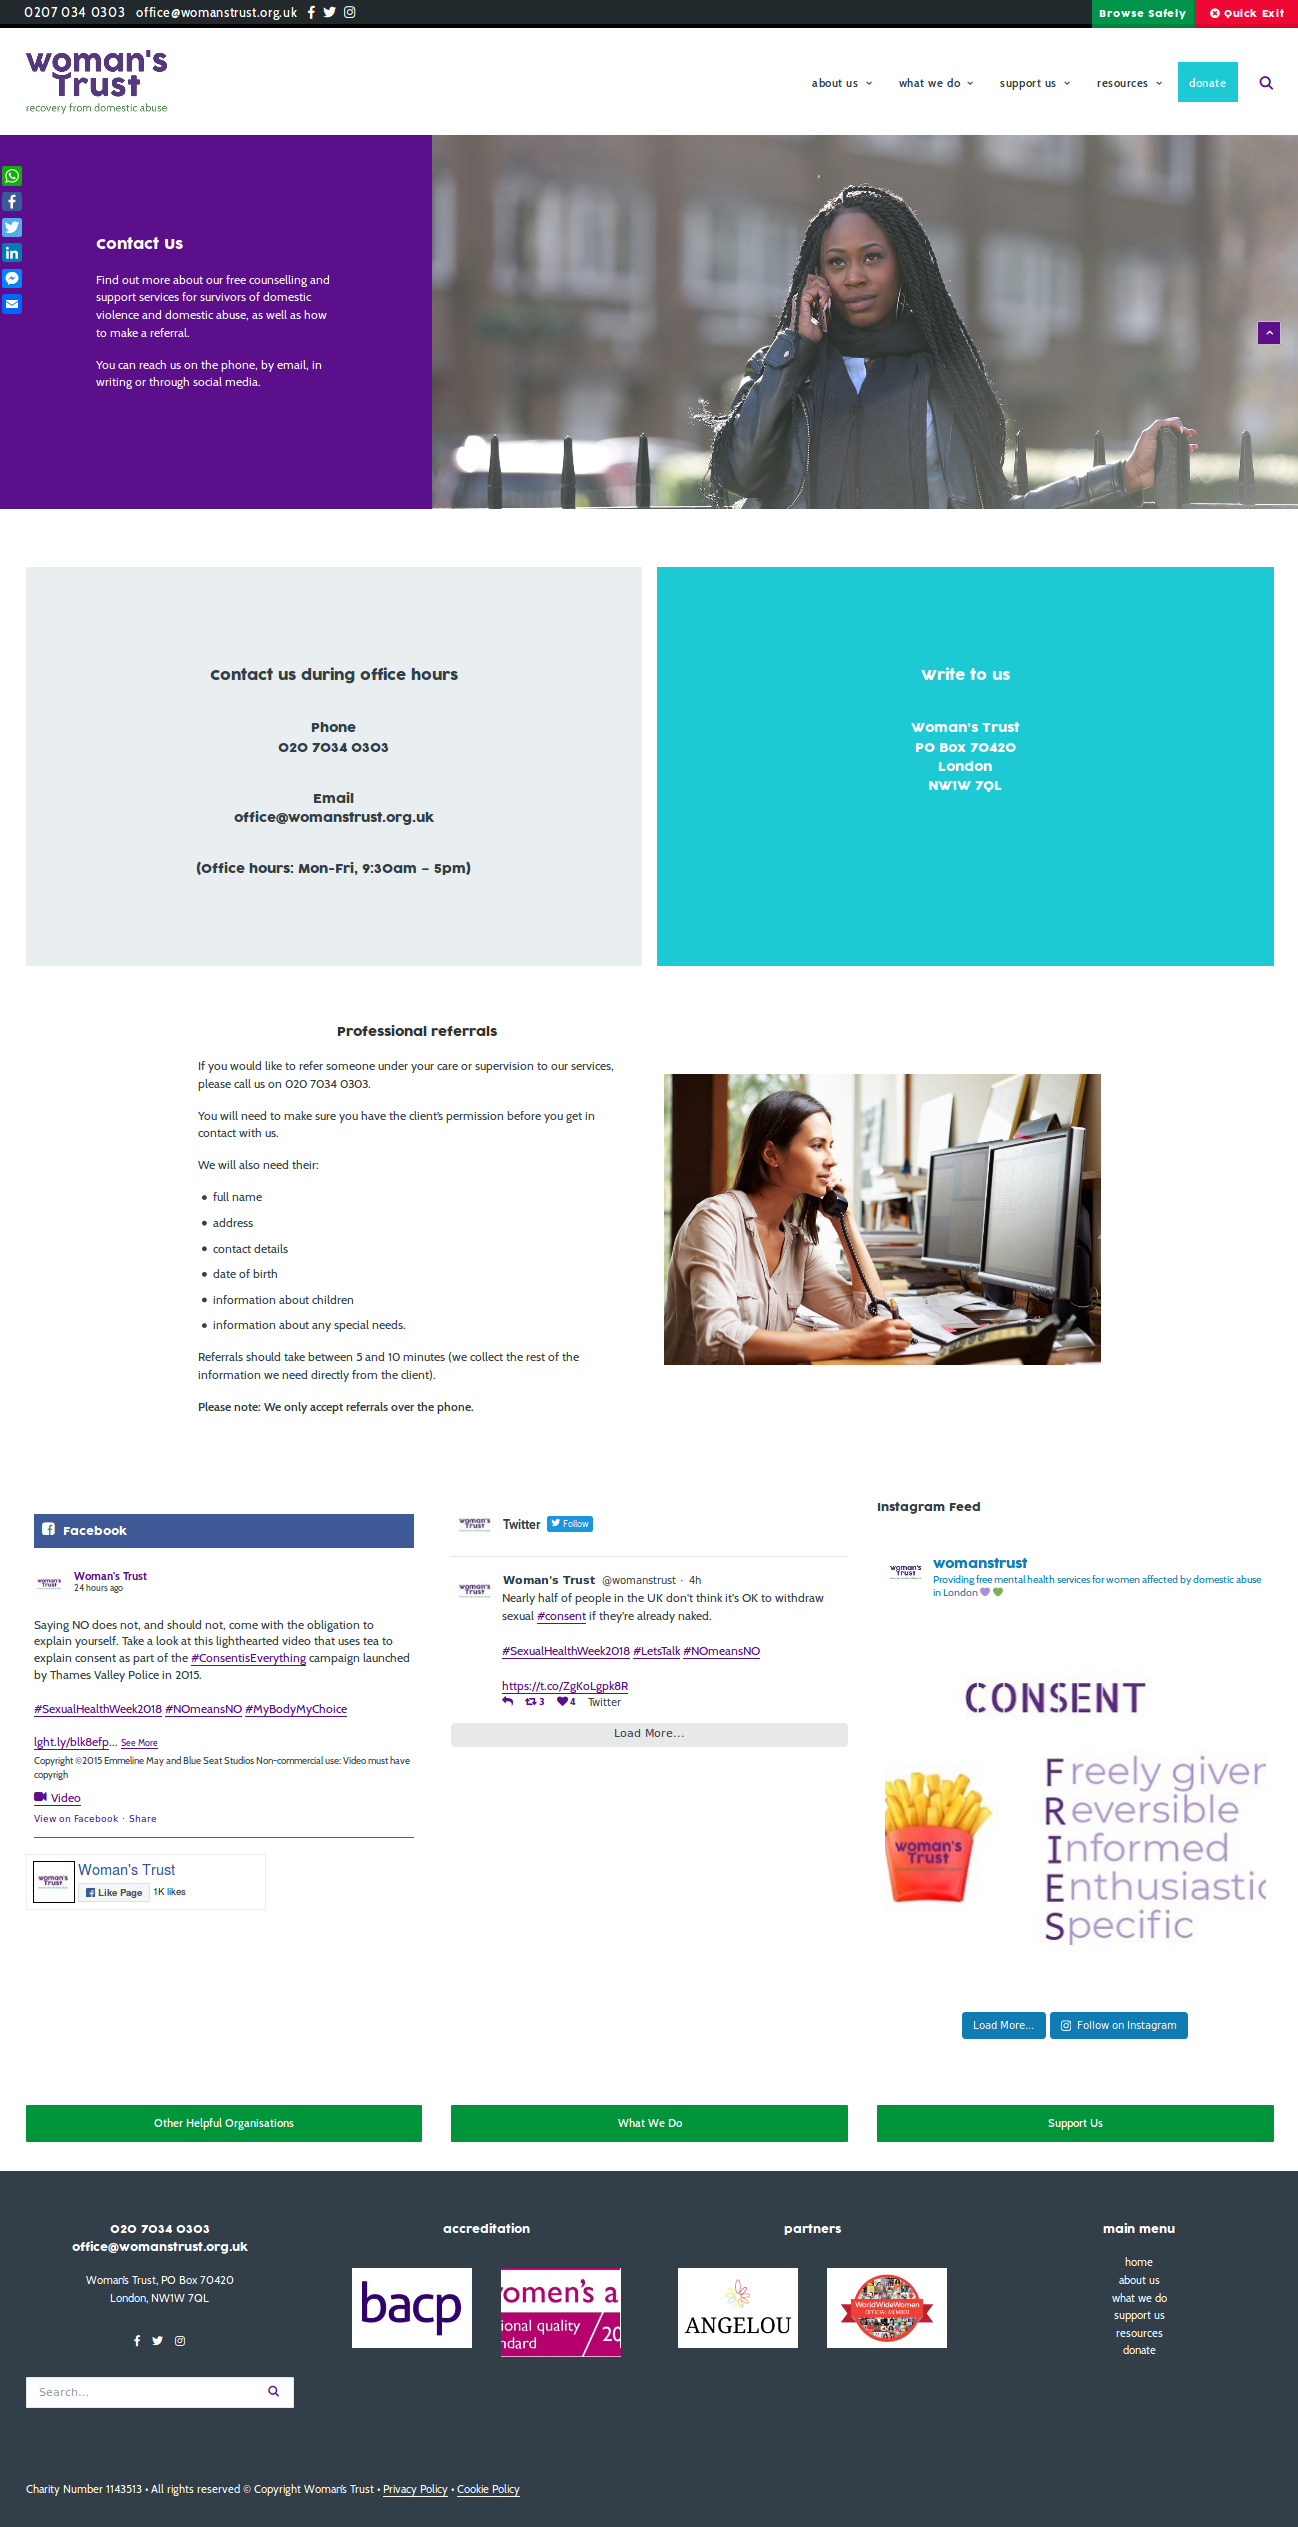 0207 034 0303 office@womanstrust.org.uk
Browse Safely
Quick Exit
woman's
Trust
recovery from domestic abuse
about us
what we do
support us
resources
donate
Contact Us
Find out more about our free counselling and
support services for survivors of domestic
violence and domestic abuse, as well as how
to make a referral.
You can reach us on the phone, by email, in
writing or through social media.
Contact us during office hours
Phone
020 7034 0303
Email
office@womanstrust.org.uk
(Office hours: Mon-Fri, 9:30am – 5pm)
Write to us
Woman's Trust
PO Box 70420
London
NW1W 7QL
Professional referrals
If you would like to refer someone under your care or supervision to our services,
please call us on 020 7034 0303.
You will need to make sure you have the client's permission before you get in
contact with us.
We will also need their:
full name
address
contact details
date of birth
information about children
information about any special needs.
Referrals should take between 5 and 10 minutes (we collect the rest of the
information we need directly from the client).
Please note: We only accept referrals over the phone.
Facebook
woman's
Trust
Woman's Trust
24 hours ago
Saying NO does not, and should not, come with the obligation to
explain yourself. Take a look at this lighthearted video that uses tea to
explain consent as part of the #ConsentisEverything campaign launched
by Thames Valley Police in 2015.
#SexualHealthWeek2018 #NOmeansNO #MyBodyMyChoice
lght.ly/blk8efp... See More
Copyright ©2015 Emmeline May and Blue Seat Studios Non-commercial use: Video must have
copyrigh
Video
View on Facebook · Share
woman's
Trust
Woman's Trust
Like Page
1K likes
woman's
Trust
Twitter
Follow
woman's
Trust
Woman's Trust @womanstrust · 4h
Nearly half of people in the UK don't think it's OK to withdraw
sexual #consent if they're already naked.
#SexualHealthWeek2018 #LetsTalk #NOmeansNO
https://t.co/ZgKoLgpk8R
3 4 Twitter
Load More...
Instagram Feed
woman's
Trust
womanstrust
Providing free mental health services for women affected by domestic abuse
in London 💜 💚
CONSENT
woman's
Trust
Freely giver
Reversible
Informed
Enthusiastic
Specific
Load More...
Follow on Instagram
Other Helpful Organisations
What We Do
Support Us
020 7034 0303
office@womanstrust.org.uk
Woman's Trust, PO Box 70420
London, NW1W 7QL
Search...
accreditation
bacp
omen's a
ional quality
ndard
20
partners
ANGELOU
WorldWideWomen
OFFICIAL MEMBER
main menu
home
about us
what we do
support us
resources
donate
Charity Number 1143513 • All rights reserved © Copyright Woman's Trust • Privacy Policy • Cookie Policy